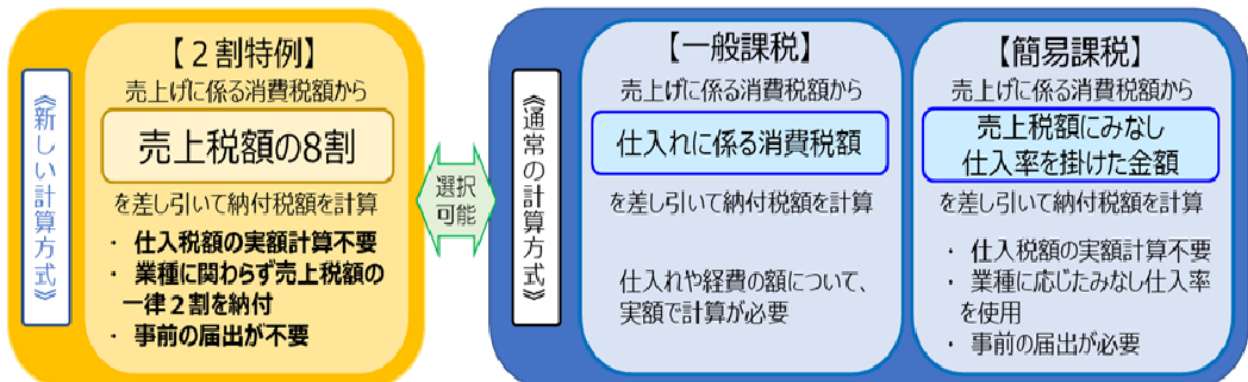 《新しい計算方式》
【２割特例】
売上げに係る消費税額から
売上税額の8割
を差し引いて納付税額を計算
・ 仕入税額の実額計算不要
・ 業種に関わらず売上税額の
一律２割を納付
・ 事前の届出が不要
選択
可能
《通常の計算方式》
【一般課税】
売上げに係る消費税額から
仕入れに係る消費税額
を差し引いて納付税額を計算
仕入れや経費の額について、
実額で計算が必要
【簡易課税】
売上げに係る消費税額から
売上税額にみなし
仕入率を掛けた金額
を差し引いて納付税額を計算
・ 仕入税額の実額計算不要
・ 業種に応じたみなし仕入率
を使用
・ 事前の届出が必要